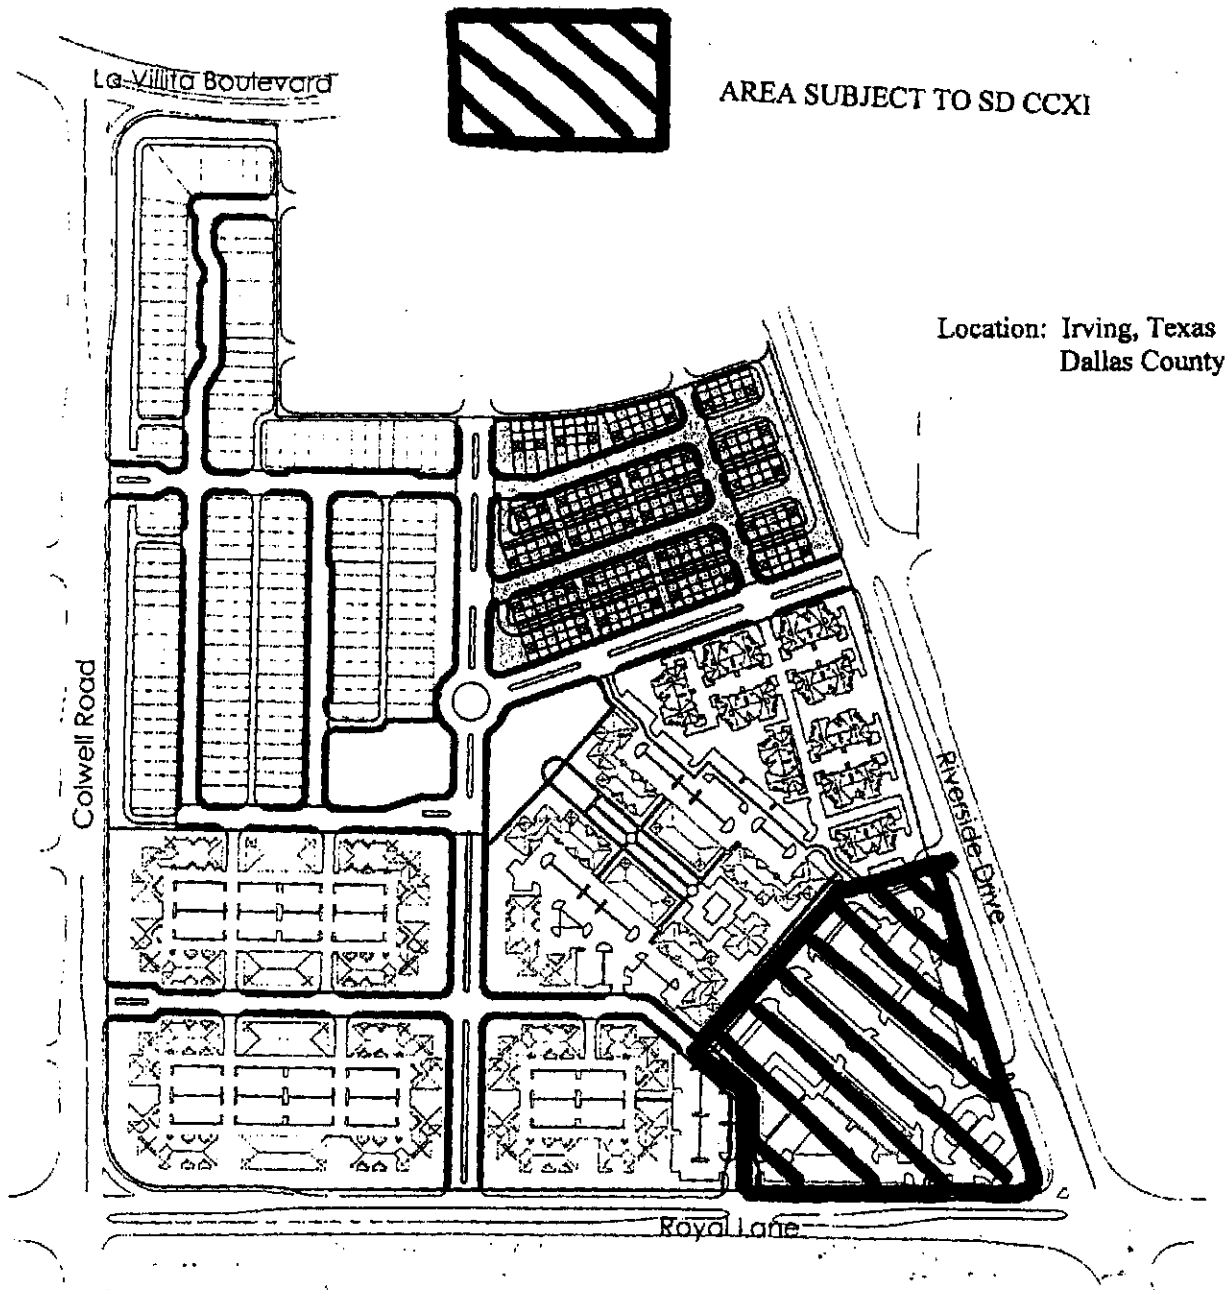 La Villita Boulevard
AREA SUBJECT TO SD CCXI
Location: Irving, Texas
Dallas County
Colwell Road
Riverside Drive
Royal Lane